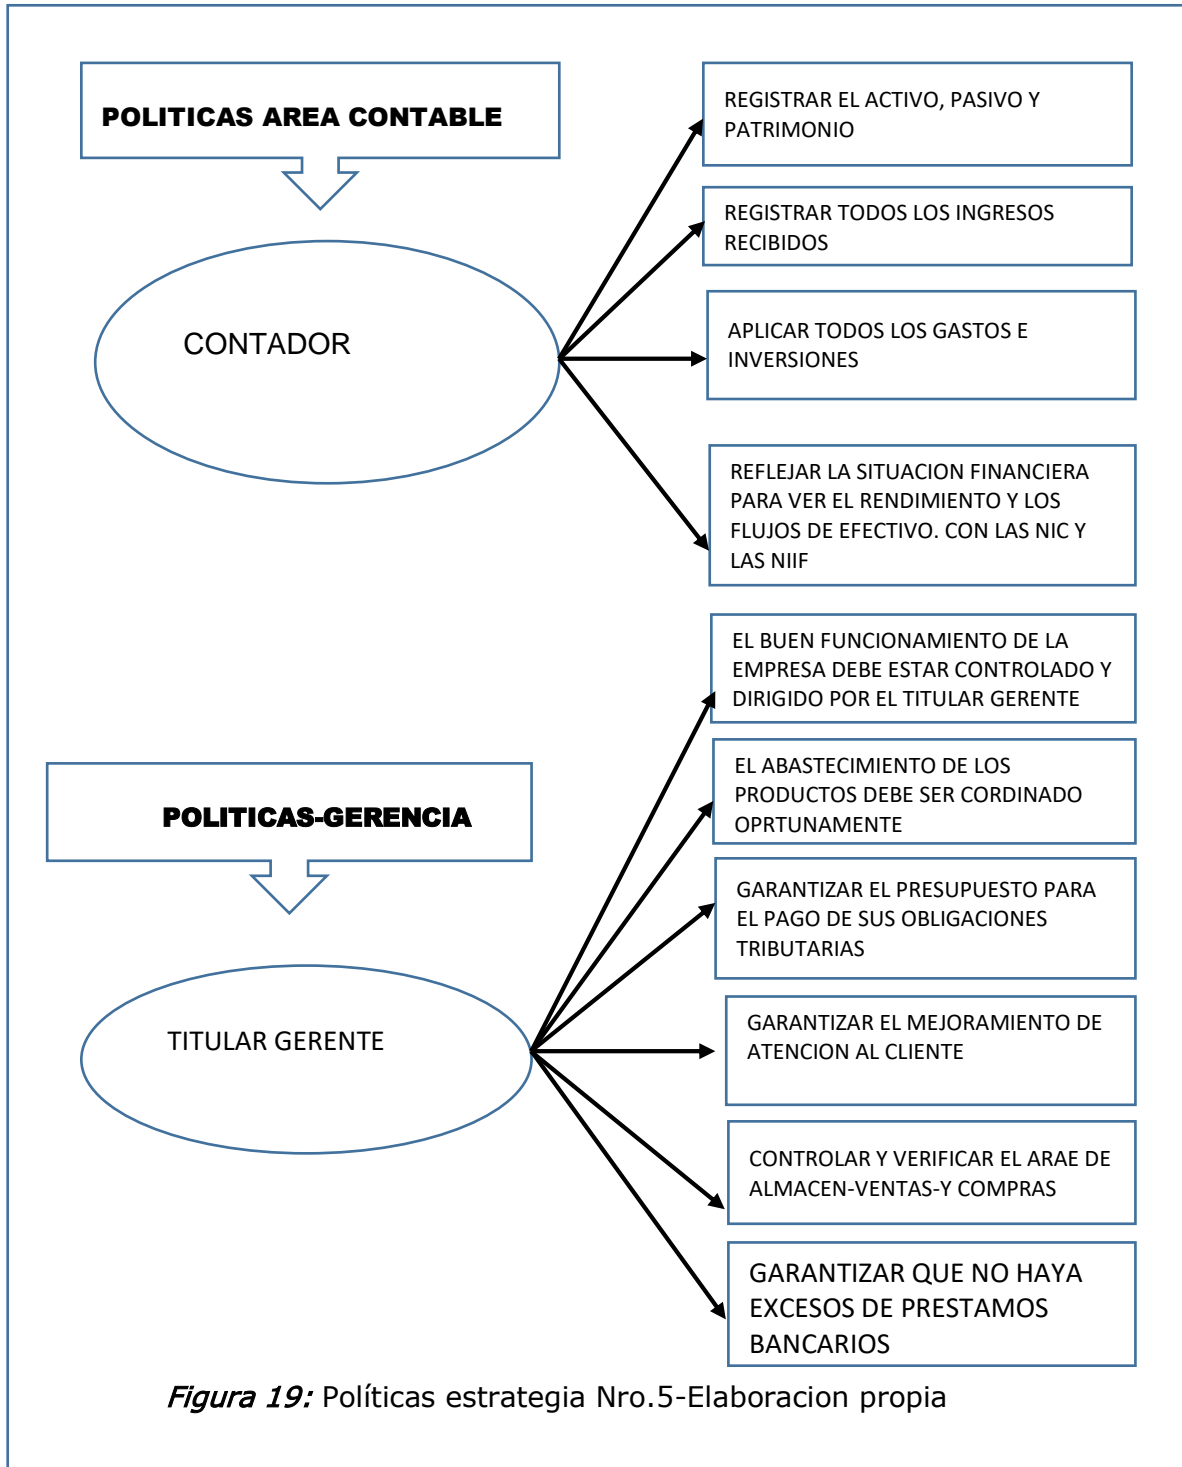 POLITICAS AREA CONTABLE
CONTADOR
REGISTRAR EL ACTIVO, PASIVO Y
PATRIMONIO
REGISTRAR TODOS LOS INGRESOS
RECIBIDOS
APLICAR TODOS LOS GASTOS E
INVERSIONES
REFLEJAR LA SITUACION FINANCIERA
PARA VER EL RENDIMIENTO Y LOS
FLUJOS DE EFECTIVO. CON LAS NIC Y
LAS NIIF
POLITICAS-GERENCIA
TITULAR GERENTE
EL BUEN FUNCIONAMIENTO DE LA
EMPRESA DEBE ESTAR CONTROLADO Y
DIRIGIDO POR EL TITULAR GERENTE
EL ABASTECIMIENTO DE LOS
PRODUCTOS DEBE SER CORDINADO
OPRTUNAMENTE
GARANTIZAR EL PRESUPUESTO PARA
EL PAGO DE SUS OBLIGACIONES
TRIBUTARIAS
GARANTIZAR EL MEJORAMIENTO DE
ATENCION AL CLIENTE
CONTROLAR Y VERIFICAR EL ARAE DE
ALMACEN-VENTAS-Y COMPRAS
GARANTIZAR QUE NO HAYA
EXCESOS DE PRESTAMOS
BANCARIOS
Figura 19: Políticas estrategia Nro.5-Elaboracion propia